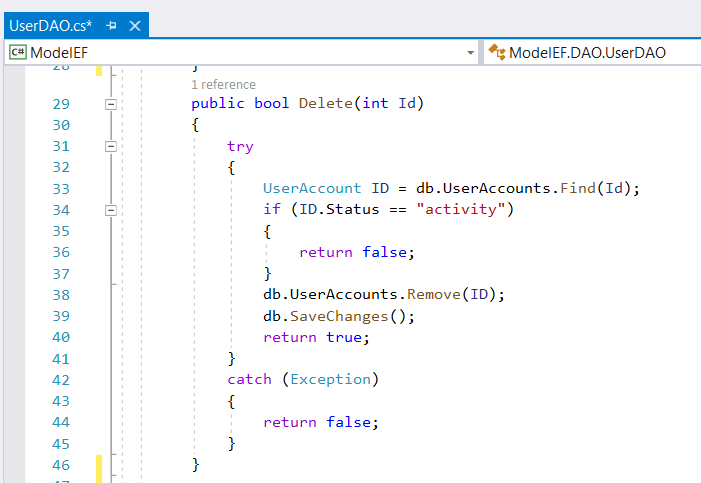 UserDAO.cs*
C# ModelEF ModelEF.DAO.UserDAO
28 }
1 reference
29 public bool Delete(int Id)
30 {
31 try
32 {
33 UserAccount ID = db.UserAccounts.Find(Id);
34 if (ID.Status == "activity")
35 {
36 return false;
37 }
38 db.UserAccounts.Remove(ID);
39 db.SaveChanges();
40 return true;
41 }
42 catch (Exception)
43 {
44 return false;
45 }
46 }
47